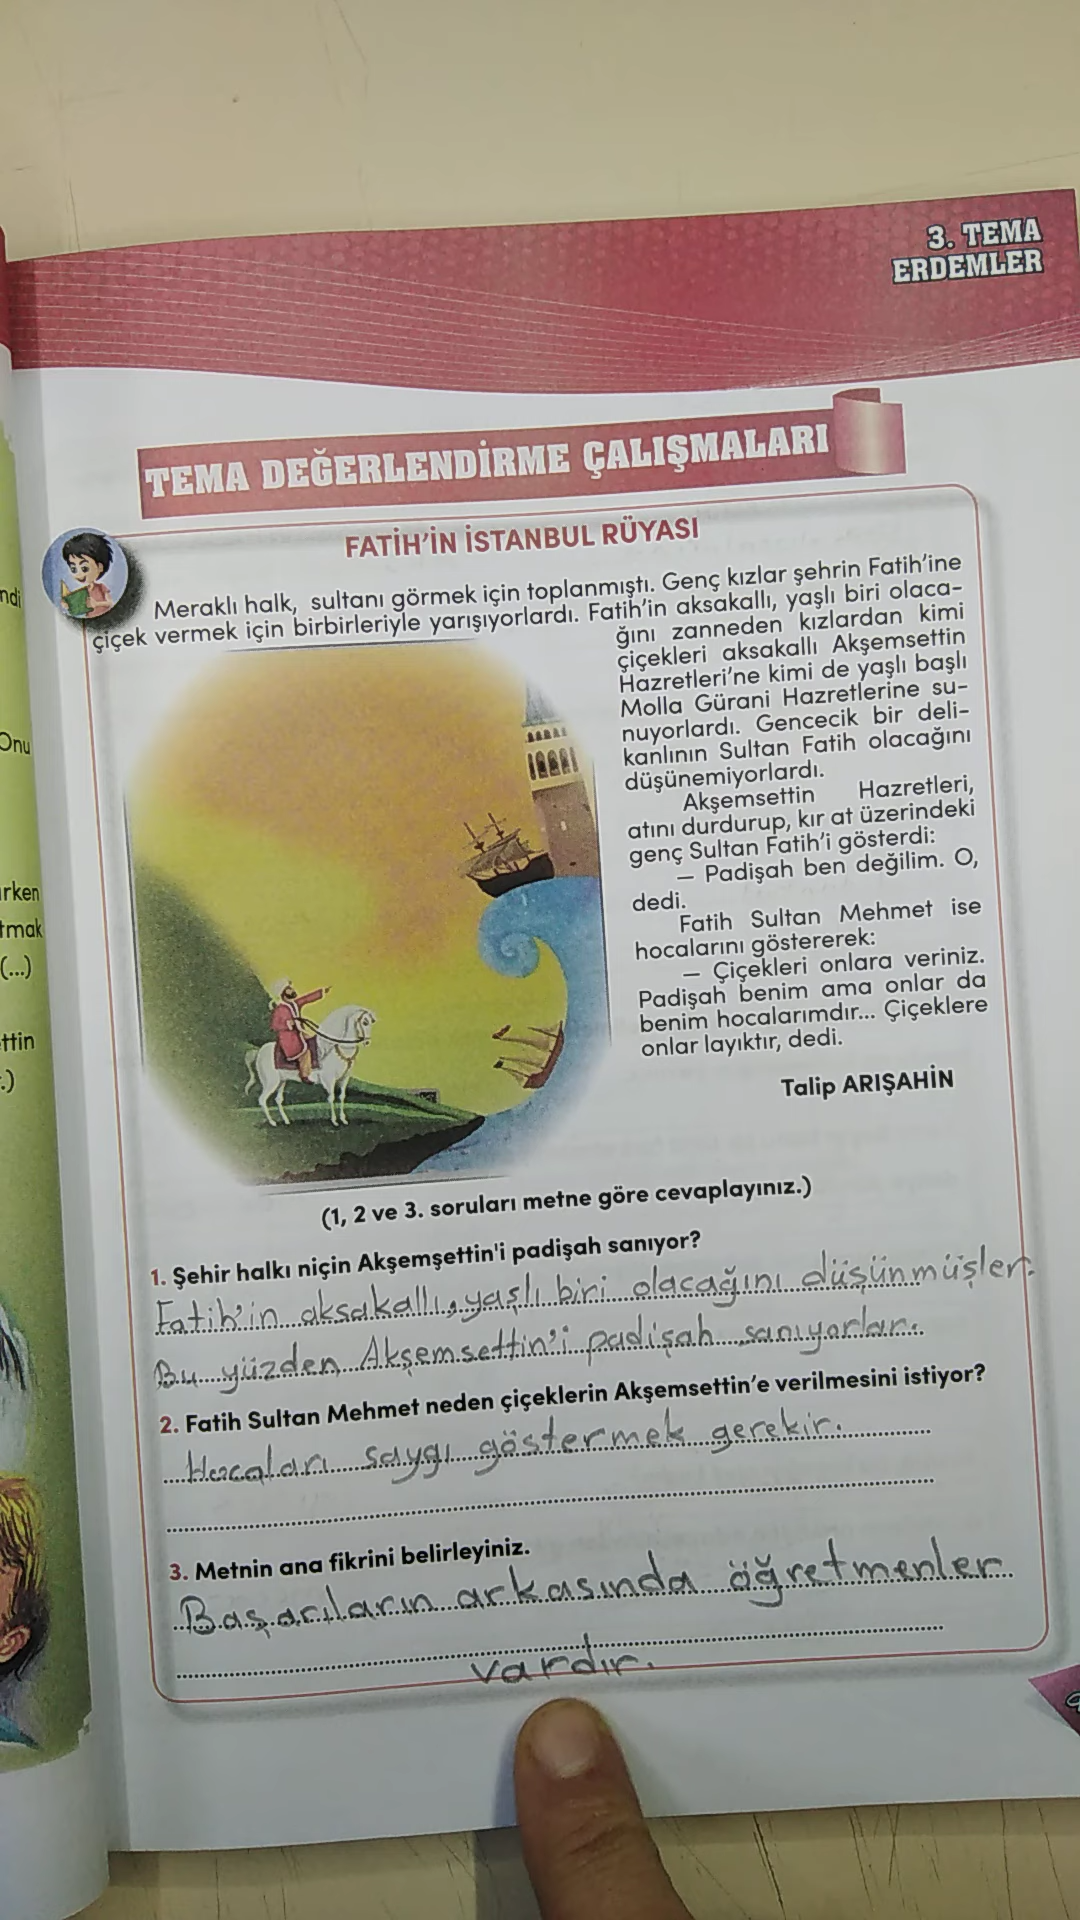 3. TEMA
ERDEMLER
TEMA DEĞERLENDİRME ÇALIŞMALARI
FATİH'İN İSTANBUL RÜYASI
Meraklı halk, sultanı görmek için toplanmıştı. Genç kızlar şehrin Fatih'ine
çiçek vermek için birbirleriyle yarışıyorlardı. Fatih'in aksakallı, yaşlı biri olaca-
ğını zanneden kızlardan kimi
çiçekleri aksakallı Akşemsettin
Hazretleri'ne kimi de yaşlı başlı
Molla Gürani Hazretlerine su-
nuyorlardı. Gencecik bir deli-
kanlının Sultan Fatih olacağını
düşünemiyorlardı.
Akşemsettin Hazretleri,
atını durdurup, kır at üzerindeki
genç Sultan Fatih'i gösterdi:
– Padişah ben değilim. O,
dedi.
Fatih Sultan Mehmet ise
hocalarını göstererek:
– Çiçekleri onlara veriniz.
Padişah benim ama onlar da
benim hocalarımdır... Çiçeklere
onlar layıktır, dedi.
Talip ARIŞAHİN
(1, 2 ve 3. soruları metne göre cevaplayınız.)
1. Şehir halkı niçin Akşemşettin'i padişah sanıyor?
Fatih'in aksakallı, yaşlı biri olacağını düşünmüşler.
Bu yüzden Akşemsettin'i padişah sanıyorlar.
2. Fatih Sultan Mehmet neden çiçeklerin Akşemsettin'e verilmesini istiyor?
Hocaları saygı göstermek gerekir.
3. Metnin ana fikrini belirleyiniz.
Başarıların arkasında öğretmenler
vardır.
ndi
Onu
arken
tmak
(...)
ettin
.)